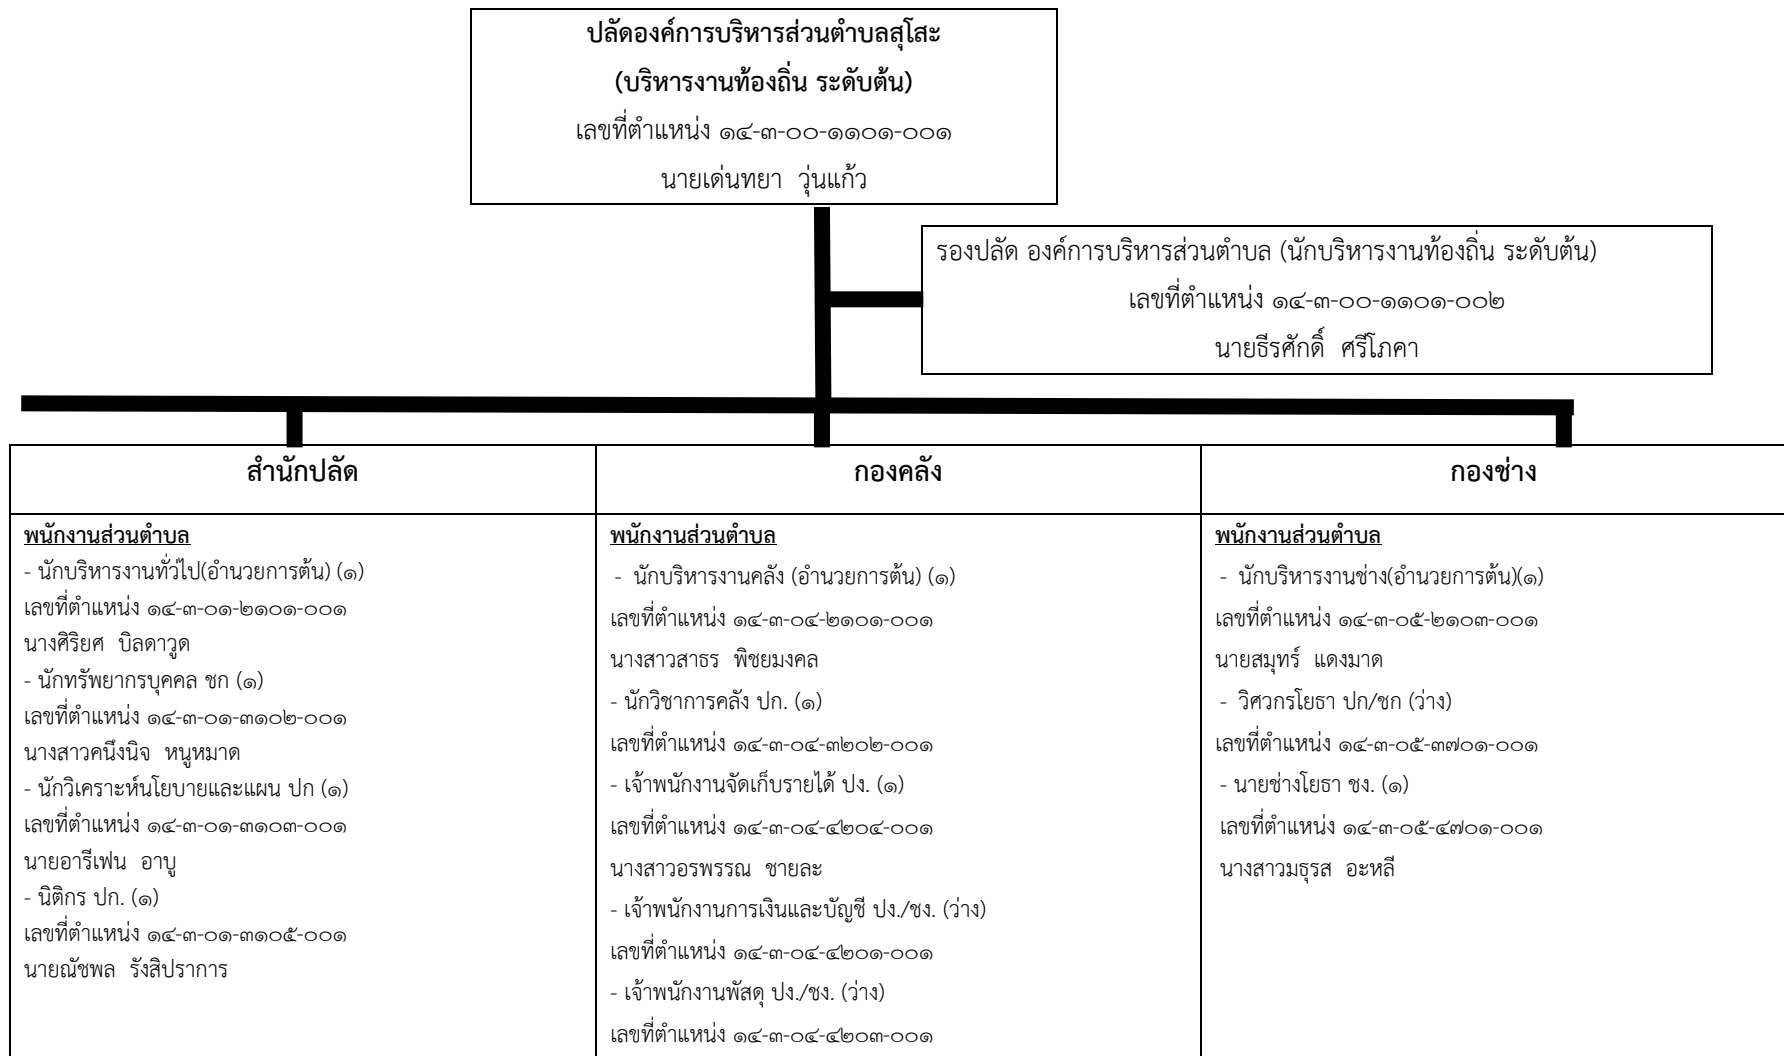 ปลัดองค์การบริหารส่วนตำบลสุโสะ
(บริหารงานท้องถิ่น ระดับต้น)
เลขที่ตำแหน่ง ๑๔-๓-๐๐-๑๑๐๑-๐๐๑
นายเด่นทยา วุ่นแก้ว
รองปลัด องค์การบริหารส่วนตำบล (นักบริหารงานท้องถิ่น ระดับต้น)
เลขที่ตำแหน่ง ๑๔-๓-๐๐-๑๑๐๑-๐๐๒
นายธีรศักดิ์ ศรีโภคา
สำนักปลัด
พนักงานส่วนตำบล
- นักบริหารงานทั่วไป(อำนวยการต้น) (๑)
เลขที่ตำแหน่ง ๑๔-๓-๐๑-๒๑๐๑-๐๐๑
นางศิริยศ บิลดาวูด
- นักทรัพยากรบุคคล ชก (๑)
เลขที่ตำแหน่ง ๑๔-๓-๐๑-๓๑๐๒-๐๐๑
นางสาวคนึงนิจ หนูหมาด
- นักวิเคราะห์นโยบายและแผน ปก (๑)
เลขที่ตำแหน่ง ๑๔-๓-๐๑-๓๑๐๓-๐๐๑
นายอารีเฟน อาบู
- นิติกร ปก. (๑)
เลขที่ตำแหน่ง ๑๔-๓-๐๑-๓๑๐๕-๐๐๑
นายณัชพล รังสิปราการ
กองคลัง
พนักงานส่วนตำบล
- นักบริหารงานคลัง (อำนวยการต้น) (๑)
เลขที่ตำแหน่ง ๑๔-๓-๐๔-๒๑๐๑-๐๐๑
นางสาวสาธร พิชยมงคล
- นักวิชาการคลัง ปก. (๑)
เลขที่ตำแหน่ง ๑๔-๓-๐๔-๓๒๐๒-๐๐๑
- เจ้าพนักงานจัดเก็บรายได้ ปง. (๑)
เลขที่ตำแหน่ง ๑๔-๓-๐๔-๔๒๐๔-๐๐๑
นางสาวอรพรรณ ชายละ
- เจ้าพนักงานการเงินและบัญชี ปง./ชง. (ว่าง)
เลขที่ตำแหน่ง ๑๔-๓-๐๔-๔๒๐๑-๐๐๑
- เจ้าพนักงานพัสดุ ปง./ชง. (ว่าง)
เลขที่ตำแหน่ง ๑๔-๓-๐๔-๔๒๐๓-๐๐๑
กองช่าง
พนักงานส่วนตำบล
- นักบริหารงานช่าง(อำนวยการต้น)(๑)
เลขที่ตำแหน่ง ๑๔-๓-๐๕-๒๑๐๓-๐๐๑
นายสมุทร์ แดงมาด
- วิศวกรโยธา ปก/ชก (ว่าง)
เลขที่ตำแหน่ง ๑๔-๓-๐๕-๓๗๐๑-๐๐๑
- นายช่างโยธา ชง. (๑)
เลขที่ตำแหน่ง ๑๔-๓-๐๕-๔๗๐๑-๐๐๑
นางสาวมธุรส อะหลี